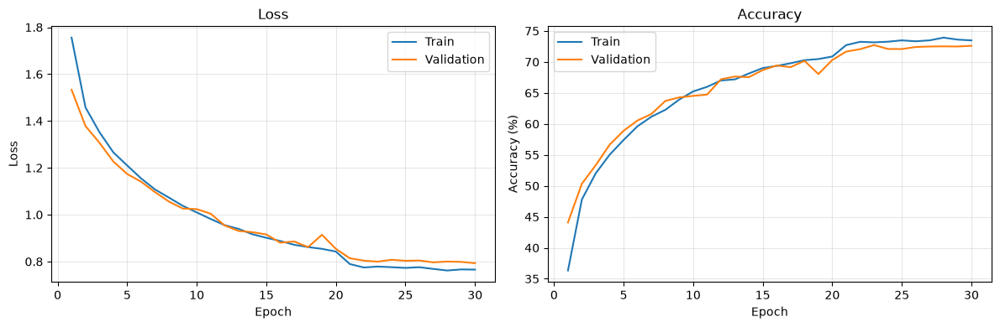 Loss
1.8
1.6
1.4
1.2
1.0
0.8
Loss
0 5 10 15 20 25 30
Epoch
Train
Validation
Accuracy
75
70
65
60
55
50
45
40
35
Accuracy (%)
0 5 10 15 20 25 30
Epoch
Train
Validation